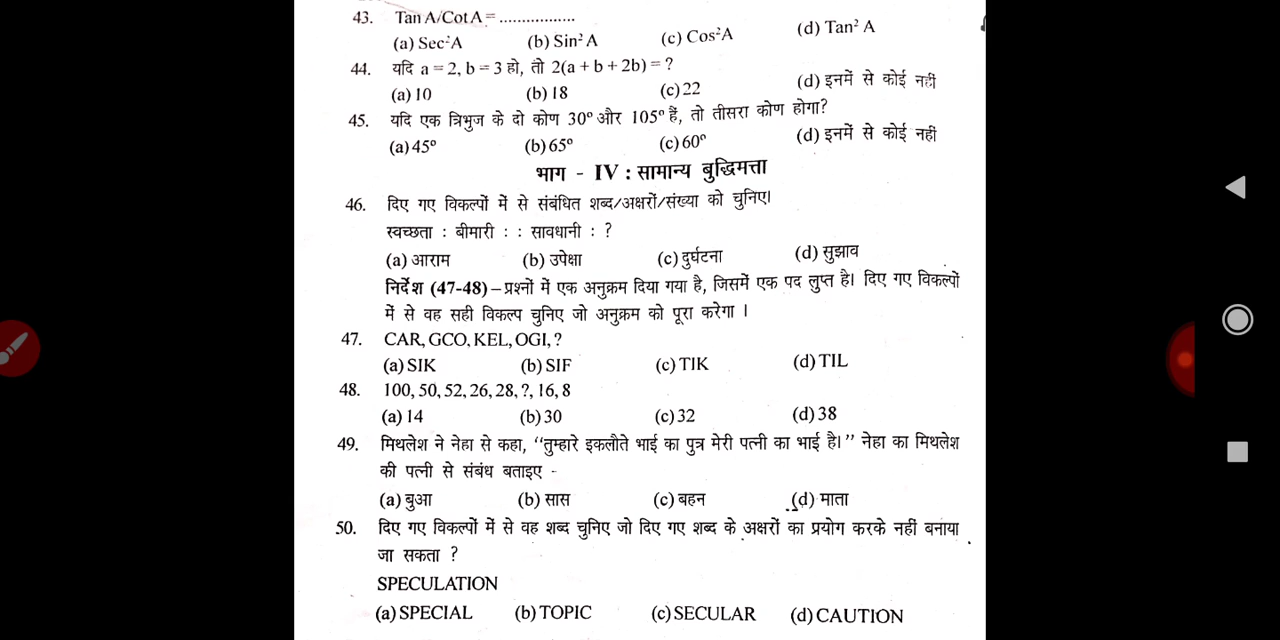 43. Tan A/Cot A = .................
(a) Sec²A (b) Sin² A (c) Cos²A (d) Tan² A
44. यदि a = 2, b = 3 हो, तो 2(a + b + 2b) = ?
(a) 10 (b) 18 (c) 22 (d) इनमें से कोई नहीं
45. यदि एक त्रिभुज के दो कोण 30° और 105° हैं, तो तीसरा कोण होगा?
(a) 45° (b) 65° (c) 60° (d) इनमें से कोई नहीं
भाग - IV : सामान्य बुद्धिमत्ता
46. दिए गए विकल्पों में से संबंधित शब्द/अक्षरों/संख्या को चुनिए।
स्वच्छता : बीमारी : : सावधानी : ?
(a) आराम (b) उपेक्षा (c) दुर्घटना (d) सुझाव
निर्देश (47-48) – प्रश्नों में एक अनुक्रम दिया गया है, जिसमें एक पद लुप्त है। दिए गए विकल्पों
में से वह सही विकल्प चुनिए जो अनुक्रम को पूरा करेगा ।
47. CAR, GCO, KEL, OGI, ?
(a) SIK (b) SIF (c) TIK (d) TIL
48. 100, 50, 52, 26, 28, ?, 16, 8
(a) 14 (b) 30 (c) 32 (d) 38
49. मिथलेश ने नेहा से कहा, “तुम्हारे इकलौते भाई का पुत्र मेरी पत्नी का भाई है।” नेहा का मिथलेश
की पत्नी से संबंध बताइए -
(a) बुआ (b) सास (c) बहन (d) माता
50. दिए गए विकल्पों में से वह शब्द चुनिए जो दिए गए शब्द के अक्षरों का प्रयोग करके नहीं बनाया
जा सकता ?
SPECULATION
(a) SPECIAL (b) TOPIC (c) SECULAR (d) CAUTION